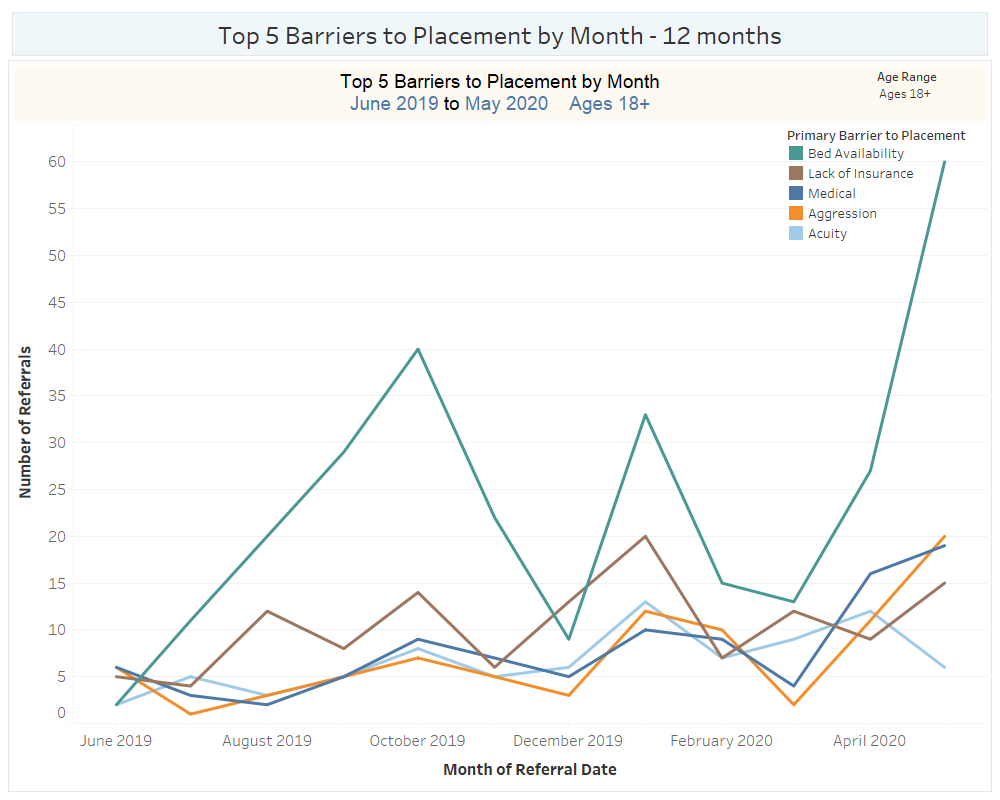 Top 5 Barriers to Placement by Month - 12 months
Top 5 Barriers to Placement by Month
June 2019 to May 2020 Ages 18+
Age Range
Ages 18+
Primary Barrier to Placement
Bed Availability
Lack of Insurance
Medical
Aggression
Acuity
60
55
50
45
40
35
30
25
20
15
10
5
0
Number of Referrals
June 2019 August 2019 October 2019 December 2019 February 2020 April 2020
Month of Referral Date